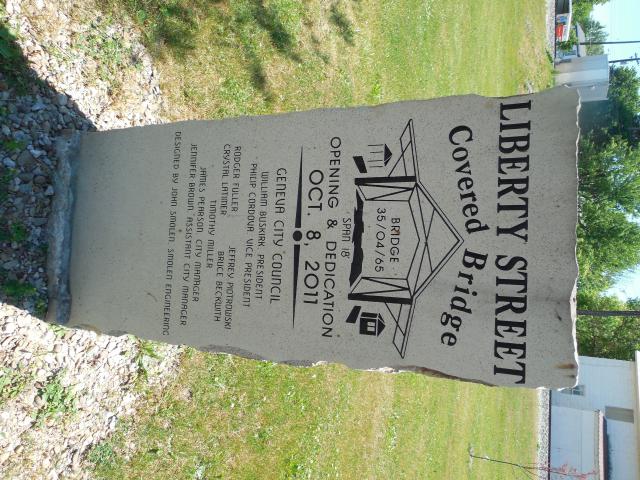 LIBERTY STREET
Covered Bridge
BRIDGE
35/04/65
SPAN 18'
OPENING & DEDICATION
OCT. 8, 2011
GENEVA CITY COUNCIL
WILLIAM BUSKIRK PRESIDENT
PHILIP CORDOVA VICE PRESIDENT
RODGER FULLER JEFFREY PIOTROWSKI
CRYSTAL LATIMER BRUCE BECKWITH
TIMOTHY MILLER
JAMES PEARSON CITY MANAGER
JENNIFER BROWN ASSISTANT CITY MANAGER
DESIGNED BY JOHN SMOLEN SMOLEN ENGINEERING